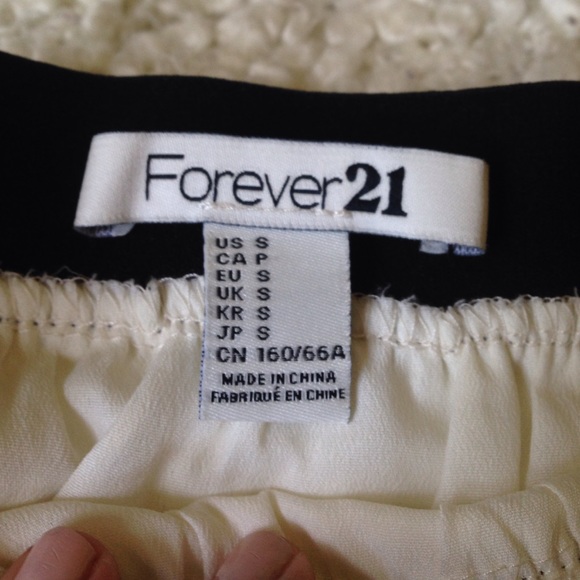 Forever21
US S
CA P
EU S
UK S
KR S
JP S
CN 160/66A
MADE IN CHINA
FABRIQUÉ EN CHINE